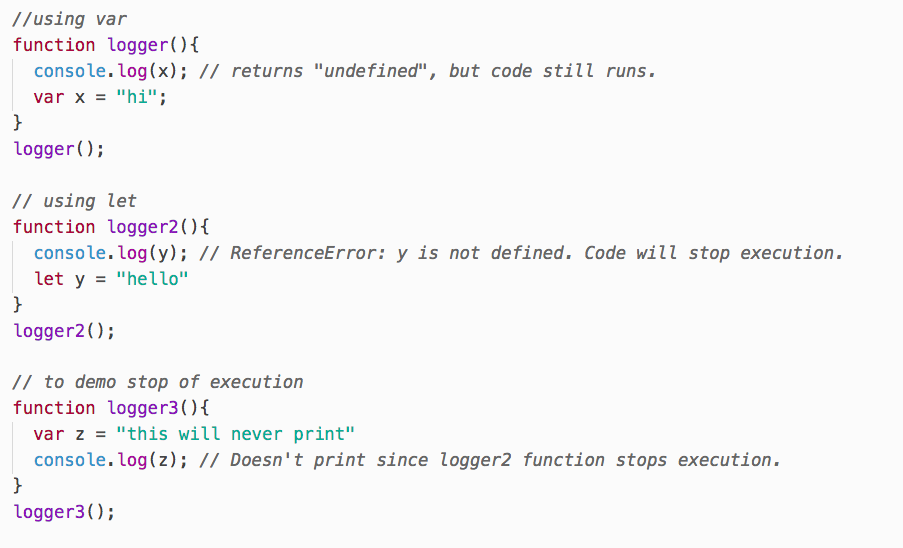 //using var
function logger(){
  console.log(x); // returns "undefined", but code still runs.
  var x = "hi";
}
logger();

// using let
function logger2(){
  console.log(y); // ReferenceError: y is not defined. Code will stop execution.
  let y = "hello"
}
logger2();

// to demo stop of execution
function logger3(){
  var z = "this will never print"
  console.log(z); // Doesn't print since logger2 function stops execution.
}
logger3();